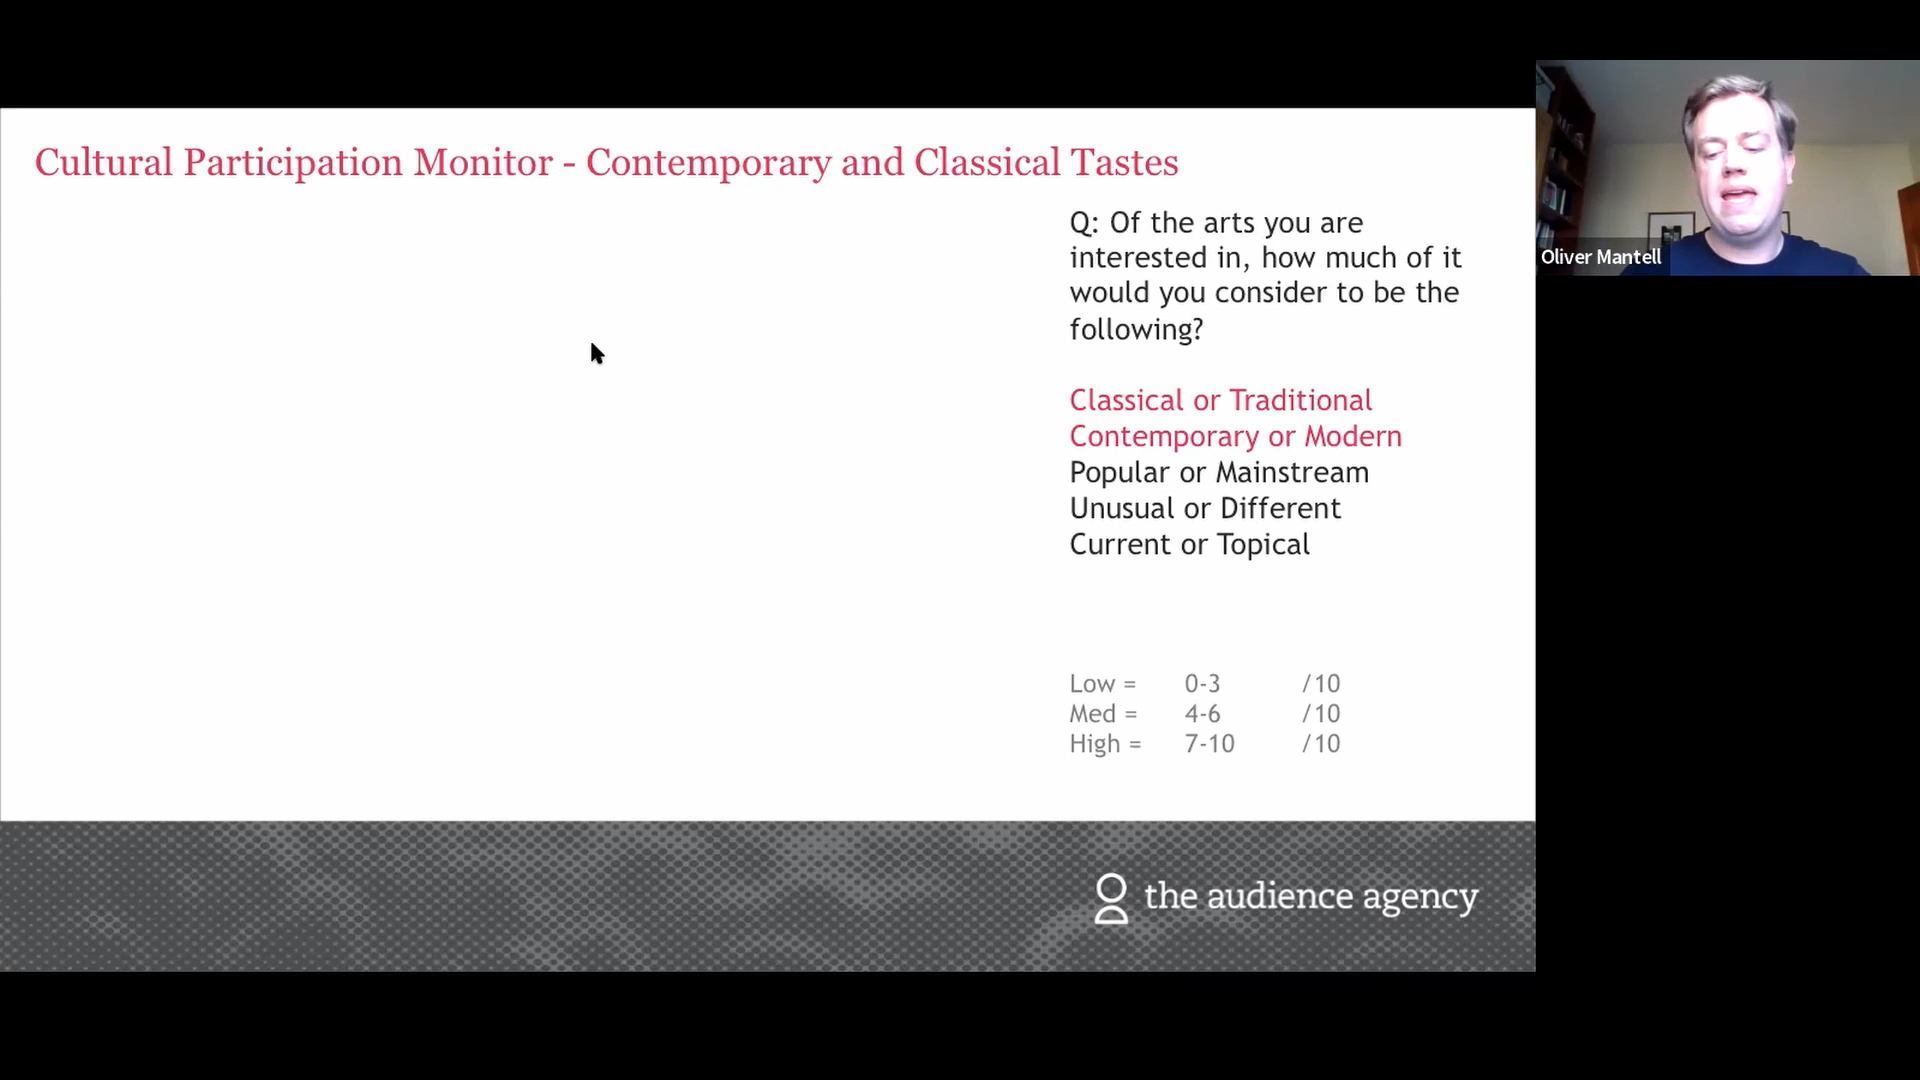 Cultural Participation Monitor - Contemporary and Classical Tastes
Q: Of the arts you are
interested in, how much of it
would you consider to be the
following?
Classical or Traditional
Contemporary or Modern
Popular or Mainstream
Unusual or Different
Current or Topical
Low = 0-3 /10
Med = 4-6 /10
High = 7-10 /10
the audience agency
Oliver Mantell